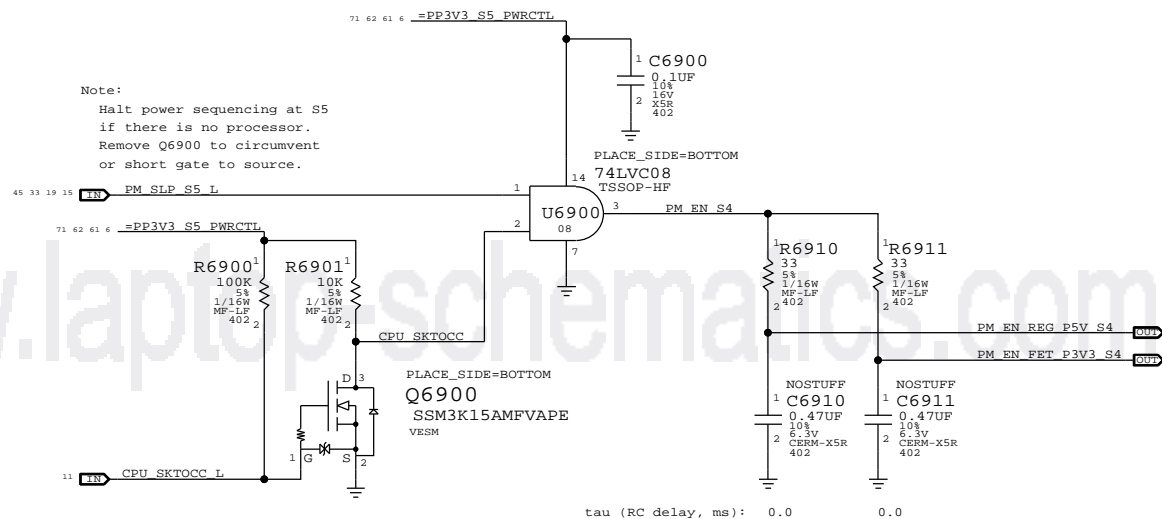 71 62 61 6 =PP3V3_S5_PWRCTL
1 C6900
0.1UF
10%
16V
2 X5R
402
Note:
Halt power sequencing at S5
if there is no processor.
Remove Q6900 to circumvent
or short gate to source.
PLACE_SIDE=BOTTOM
14 74LVC08
TSSOP-HF
45 33 19 15 IN PM_SLP_S5_L 1
U6900 3 PM_EN_S4
08
2
7
71 62 61 6 =PP3V3_S5_PWRCTL
R6900 1
100K
5%
1/16W
MF-LF
402
2
R6901 1
10K
5%
1/16W
MF-LF
402
2
1 R6910
33
5%
1/16W
MF-LF
2 402
1 R6911
33
5%
1/16W
MF-LF
2 402
www.laptop-schematics.com
CPU_SKTOCC
PM_EN_REG_P5V_S4 OUT
PM_EN_FET_P3V3_S4 OUT
PLACE_SIDE=BOTTOM
D 3
Q6900
SSM3K15AMFVAPE
VESM
1 G S 2
11 IN CPU_SKTOCC_L
NOSTUFF
1 C6910
0.47UF
10%
2 6.3V
CERM-X5R
402
NOSTUFF
1 C6911
0.47UF
10%
2 6.3V
CERM-X5R
402
tau (RC delay, ms): 0.0 0.0